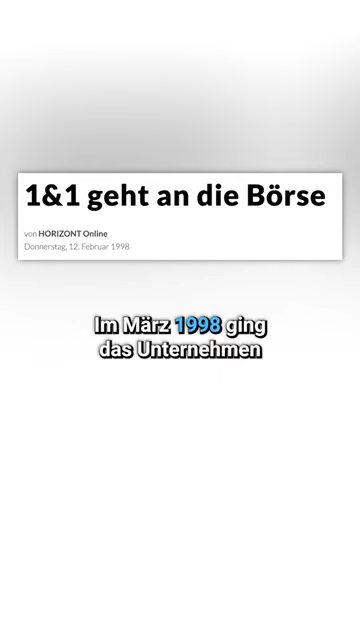 1&1 geht an die Börse
von HORIZONT Online
Donnerstag, 12. Februar 1998
Im März 1998 ging
das Unternehmen